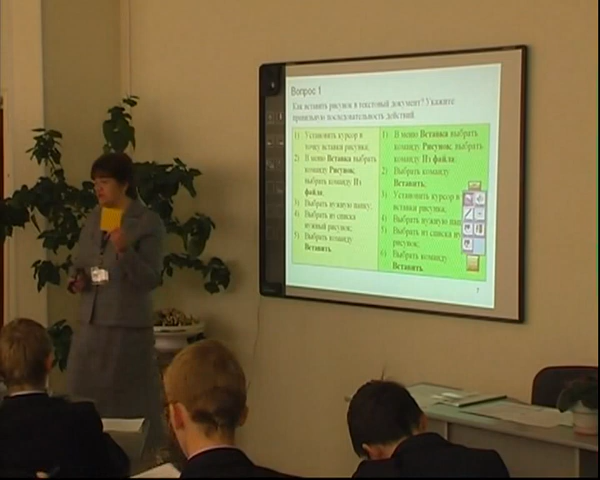 Вопрос 1
Как вставить рисунок в текстовый документ? Укажите
правильную последовательность действий.
1) Установить курсор в
точку вставки рисунка.
2) В меню Вставка выбрать
команду Рисунок;
выбрать команду Из
файла.
3) Выбрать нужную папку.
4) Выбрать из списка
нужный рисунок;
5) Выбрать команду
Вставить.
1) В меню Вставка выбрать
команду Рисунок; выбрать
команду Из файла.
2) Выбрать команду
Вставить;
3) Установить курсор в
вставки рисунка.
4) Выбрать нужную
5) Выбрать из списка
рисунок;
6) Выбрать команду
Вставить.
7